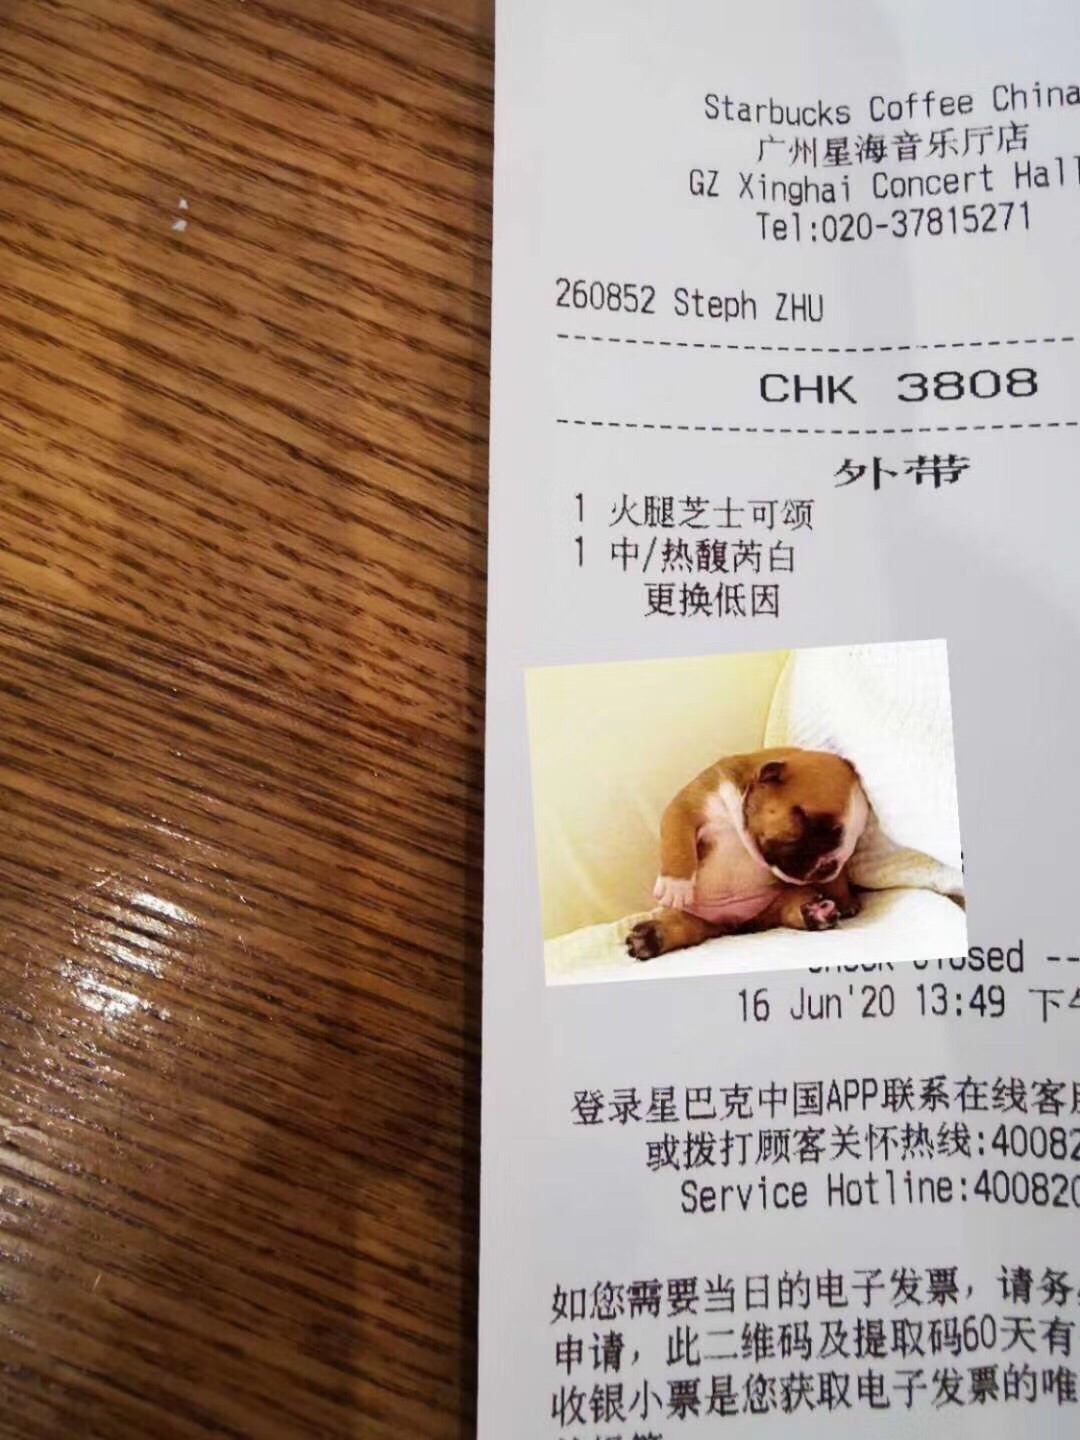 Starbucks Coffee China
广州星海音乐厅店
GZ Xinghai Concert Hall
Tel:020-37815271
260852 Steph ZHU
CHK 3808
外带
1 火腿芝士可颂
1 中/热馥芮白
更换低因
Closed --
16 Jun'20 13:49 下午
登录星巴克中国APP联系在线客服
或拨打顾客关怀热线:40082
Service Hotline:400820
如您需要当日的电子发票，请务
申请，此二维码及提取码60天有
收银小票是您获取电子发票的唯